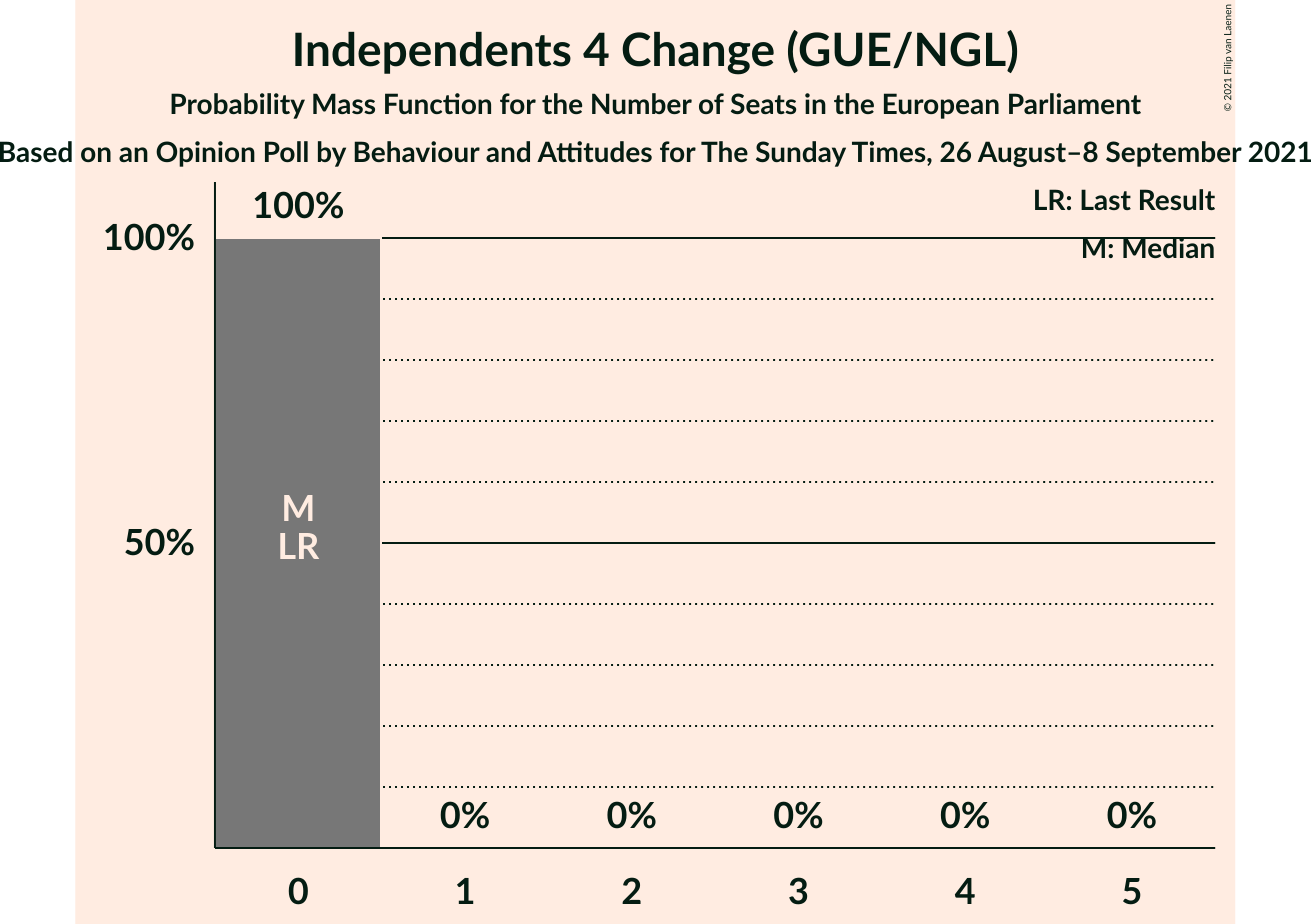 Independents 4 Change (GUE/NGL)
Probability Mass Function for the Number of Seats in the European Parliament
Based on an Opinion Poll by Behaviour and Attitudes for The Sunday Times, 26 August–8 September 2021
© 2021 Filip van Laenen
LR: Last Result
M: Median
100%
100%
50%
M
LR
0% 0% 0% 0% 0%
0 1 2 3 4 5